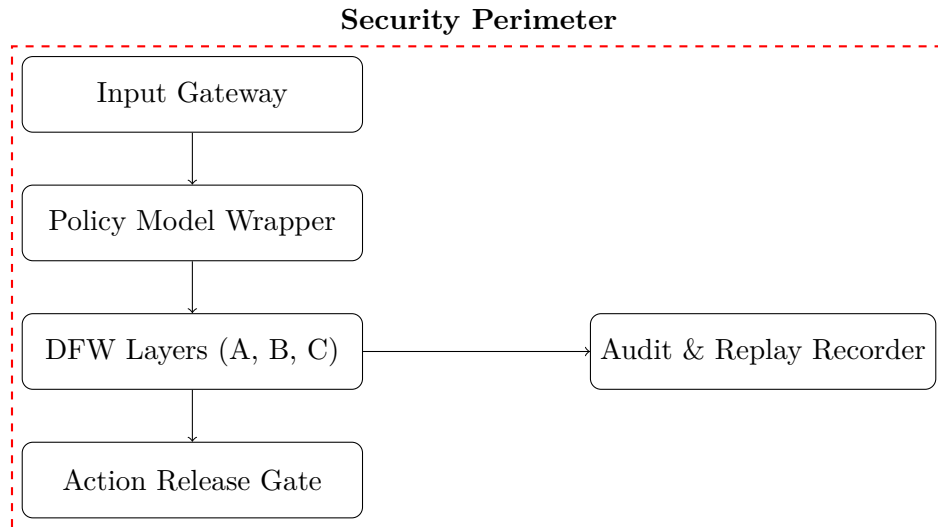 Security Perimeter
Input Gateway
Policy Model Wrapper
DFW Layers (A, B, C)
Audit & Replay Recorder
Action Release Gate